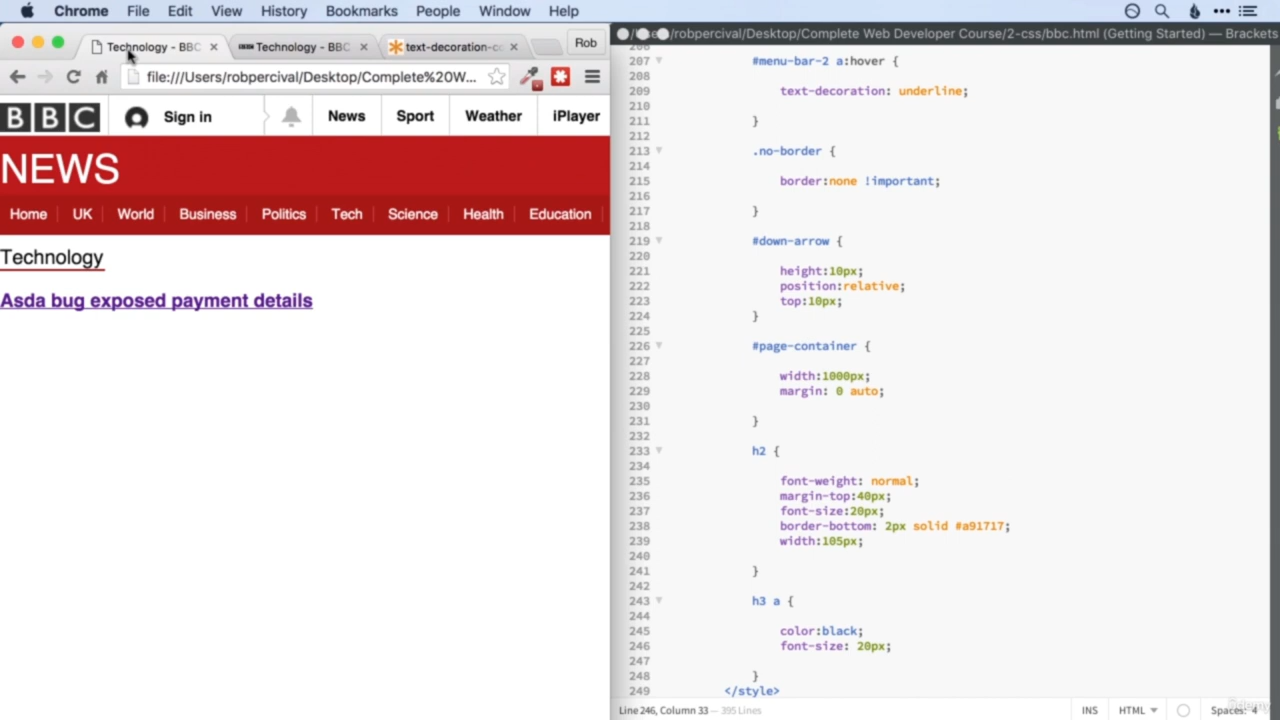 Chrome File Edit View History Bookmarks People Window Help
Technology - BBC × Technology - BBC × text-decoration-co × Rob
file:///Users/robpercival/Desktop/Complete%20W...
BBC Sign in News Sport Weather iPlayer
NEWS
Home UK World Business Politics Tech Science Health Education
Technology
Asda bug exposed payment details
/robpercival/Desktop/Complete Web Developer Course/2-css/bbc.html (Getting Started) — Brackets
206
207 #menu-bar-2 a:hover {
208
209 text-decoration: underline;
210
211 }
212
213 .no-border {
214
215 border:none !important;
216
217 }
218
219 #down-arrow {
220
221 height:10px;
222 position:relative;
223 top:10px;
224 }
225
226 #page-container {
227
228 width:1000px;
229 margin: 0 auto;
230
231 }
232
233 h2 {
234
235 font-weight: normal;
236 margin-top:40px;
237 font-size:20px;
238 border-bottom: 2px solid #a91717;
239 width:105px;
240
241 }
242
243 h3 a {
244
245 color:black;
246 font-size: 20px;
247
248 }
249 </style>
Line 246, Column 33 — 395 Lines INS HTML Spaces: 4